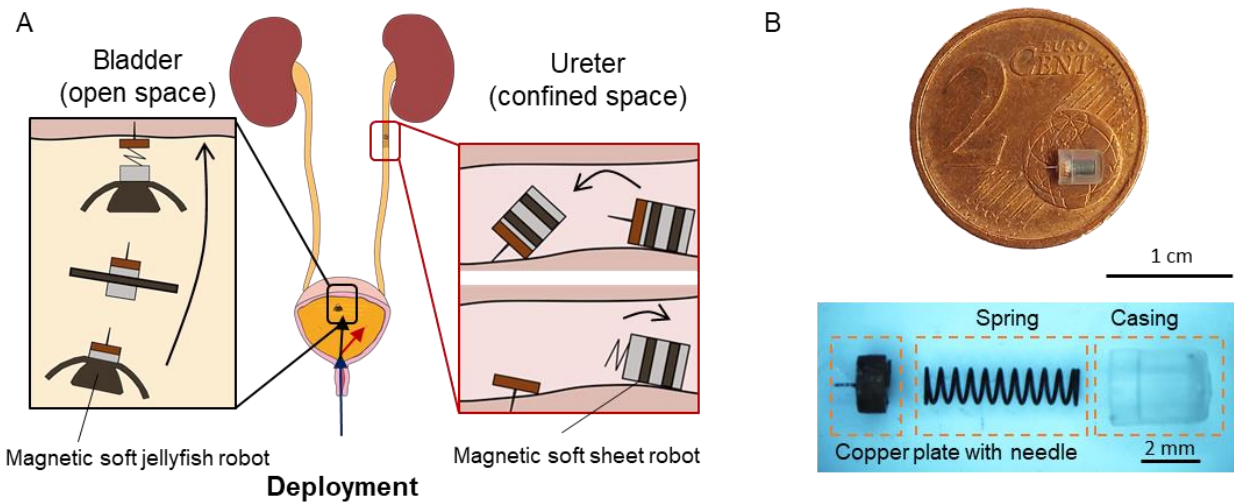 A
Bladder
(open space)
Ureter
(confined space)
Magnetic soft jellyfish robot
Magnetic soft sheet robot
Deployment
B
2
EURO
CENT
1 cm
Spring
Casing
Copper plate with needle
2 mm